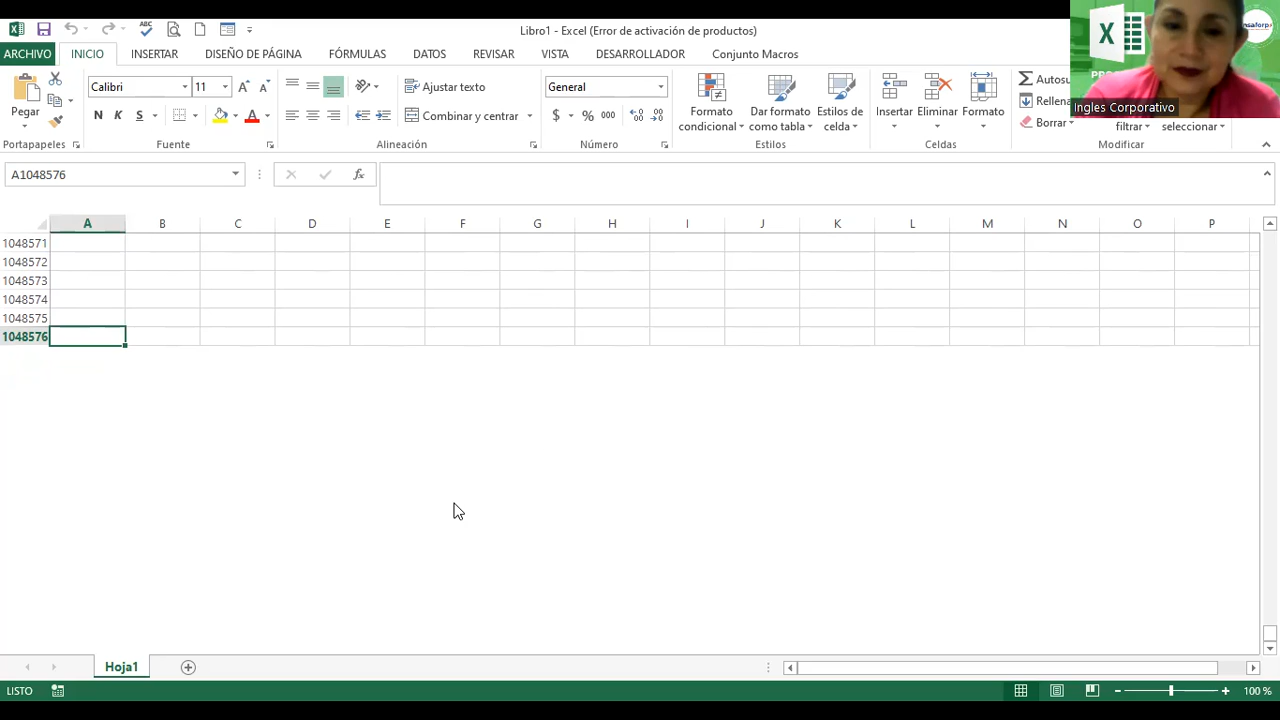 Libro1 - Excel (Error de activación de productos)
ARCHIVO INICIO INSERTAR DISEÑO DE PÁGINA FÓRMULAS DATOS REVISAR VISTA DESARROLLADOR Conjunto Macros
Pegar
Portapapeles
Calibri 11
N K S
Fuente
Ajustar texto
Combinar y centrar
Alineación
General
$ % 000
Número
Formato condicional
Dar formato como tabla
Estilos de celda
Estilos
Insertar Eliminar Formato
Celdas
Autosu
Rellena
Borrar
filtrar
seleccionar
Modificar
Ingles Corporativo
A1048576
fx
A B C D E F G H I J K L M N O P
1048571
1048572
1048573
1048574
1048575
1048576
Hoja1
LISTO
100 %